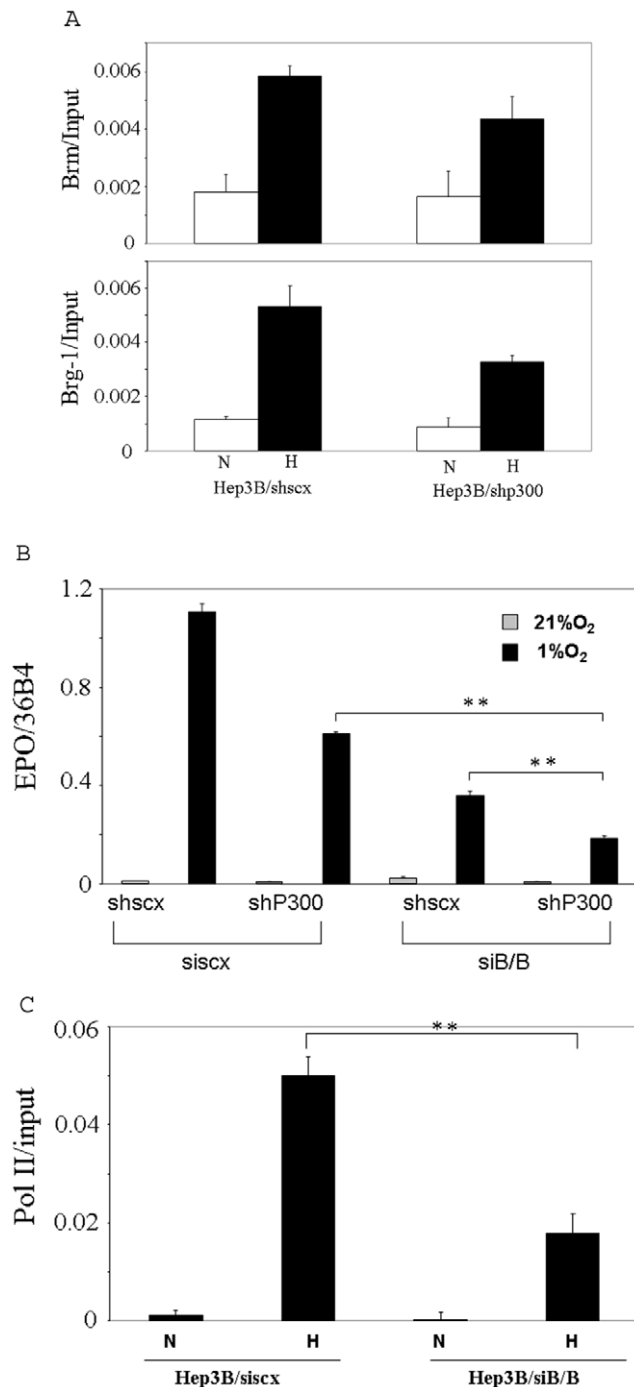 A
Brm/Input
0.006
0.004
0.002
0
Brg-1/Input
0.006
0.004
0.002
0
N H N H
Hep3B/shscx Hep3B/shp300
B
EPO/36B4
1.2
0.8
0.4
0
21%O₂
1%O₂
**
**
shscx shP300 shscx shP300
siscx siB/B
C
Pol II/input
0.06
0.04
0.02
0
**
N H N H
Hep3B/siscx Hep3B/siB/B